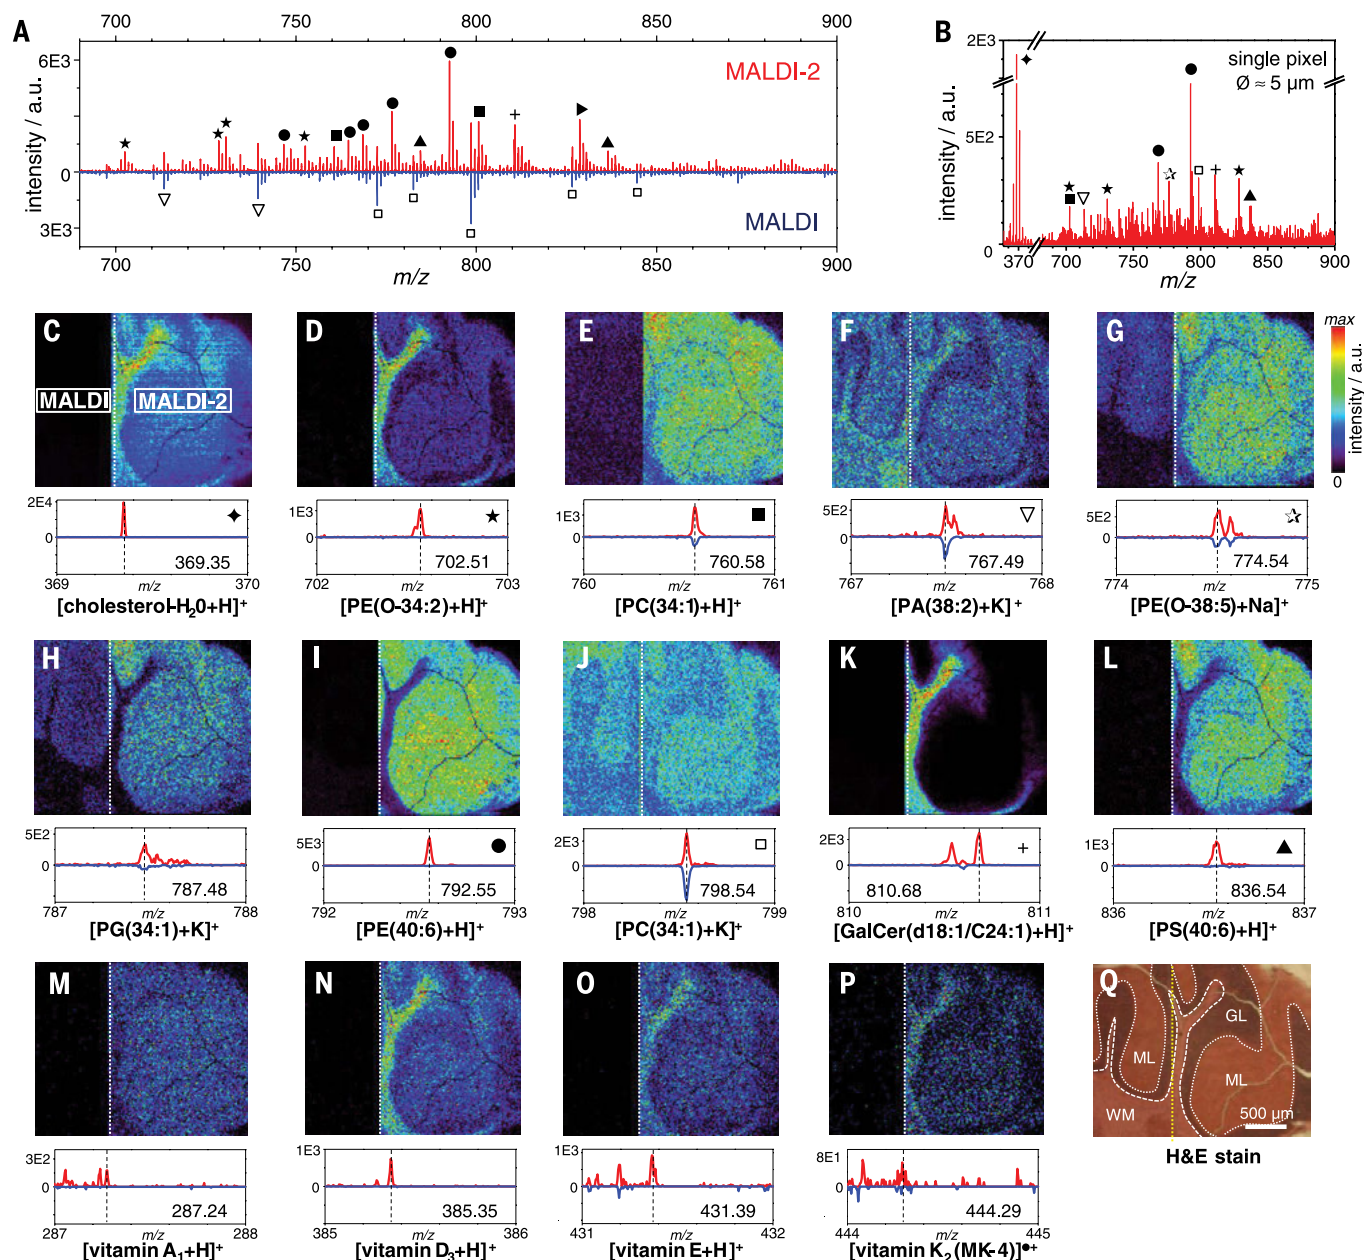 A
700 750 800 850 900
6E3
0
3E3
intensity / a.u.
MALDI-2
MALDI
700 750 800 850 900
m/z
B
2E3
5E2
0
intensity / a.u.
single pixel
Ø ≈ 5 µm
370 700 750 800 850 900
m/z
C
MALDI
MALDI-2
D
E
F
G
max
intensity / a.u.
0
2E4
0
369.35
369 m/z 370
[cholesterol-H₂0+H]⁺
1E3
0
702.51
702 m/z 703
[PE(O-34:2)+H]⁺
1E3
0
760.58
760 m/z 761
[PC(34:1)+H]⁺
5E2
0
767.49
767 m/z 768
[PA(38:2)+K]⁺
5E2
0
774.54
774 m/z 775
[PE(O-38:5)+Na]⁺
H
I
J
K
L
5E2
0
787.48
787 m/z 788
[PG(34:1)+K]⁺
5E3
0
792.55
792 m/z 793
[PE(40:6)+H]⁺
2E3
0
798.54
798 m/z 799
[PC(34:1)+K]⁺
2E3
0
810.68
810 m/z 811
[GalCer(d18:1/C24:1)+H]⁺
1E3
0
836.54
836 m/z 837
[PS(40:6)+H]⁺
M
N
O
P
Q
GL
ML
ML
WM
500 µm
H&E stain
3E2
0
287.24
287 m/z 288
[vitamin A₁+H]⁺
1E3
0
385.35
385 m/z 386
[vitamin D₃+H]⁺
1E3
0
431.39
431 m/z 432
[vitamin E+H]⁺
8E1
0
444.29
444 m/z 445
[vitamin K₂(MK-4)]●⁺